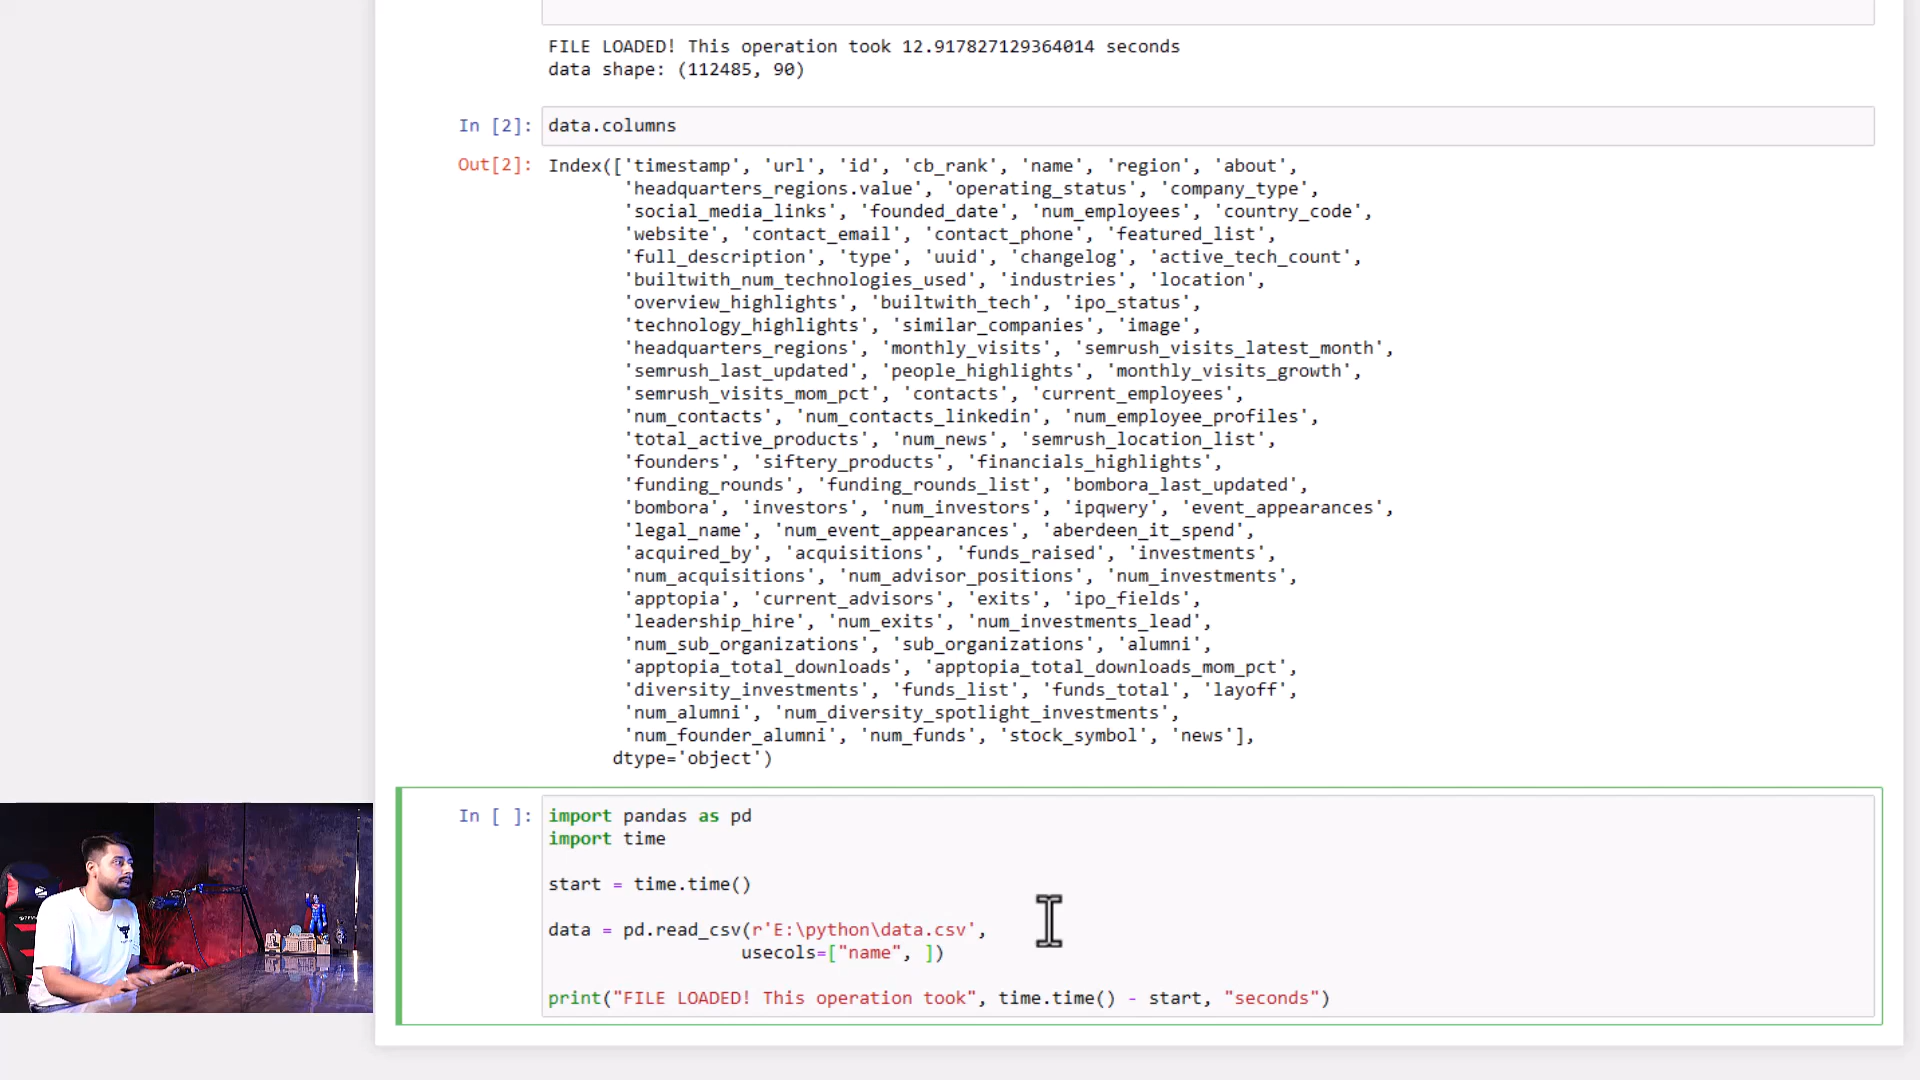 FILE LOADED! This operation took 12.917827129364014 seconds
data shape: (112485, 90)
In [2]: data.columns
Out[2]: Index(['timestamp', 'url', 'id', 'cb_rank', 'name', 'region', 'about',
'headquarters_regions.value', 'operating_status', 'company_type',
'social_media_links', 'founded_date', 'num_employees', 'country_code',
'website', 'contact_email', 'contact_phone', 'featured_list',
'full_description', 'type', 'uuid', 'changelog', 'active_tech_count',
'builtwith_num_technologies_used', 'industries', 'location',
'overview_highlights', 'builtwith_tech', 'ipo_status',
'technology_highlights', 'similar_companies', 'image',
'headquarters_regions', 'monthly_visits', 'semrush_visits_latest_month',
'semrush_last_updated', 'people_highlights', 'monthly_visits_growth',
'semrush_visits_mom_pct', 'contacts', 'current_employees',
'num_contacts', 'num_contacts_linkedin', 'num_employee_profiles',
'total_active_products', 'num_news', 'semrush_location_list',
'founders', 'siftery_products', 'financials_highlights',
'funding_rounds', 'funding_rounds_list', 'bombora_last_updated',
'bombora', 'investors', 'num_investors', 'ipqwery', 'event_appearances',
'legal_name', 'num_event_appearances', 'aberdeen_it_spend',
'acquired_by', 'acquisitions', 'funds_raised', 'investments',
'num_acquisitions', 'num_advisor_positions', 'num_investments',
'apptopia', 'current_advisors', 'exits', 'ipo_fields',
'leadership_hire', 'num_exits', 'num_investments_lead',
'num_sub_organizations', 'sub_organizations', 'alumni',
'apptopia_total_downloads', 'apptopia_total_downloads_mom_pct',
'diversity_investments', 'funds_list', 'funds_total', 'layoff',
'num_alumni', 'num_diversity_spotlight_investments',
'num_founder_alumni', 'num_funds', 'stock_symbol', 'news'],
dtype='object')
In [ ]: import pandas as pd
import time
start = time.time()
data = pd.read_csv(r'E:\python\data.csv',
usecols=["name", ])
print("FILE LOADED! This operation took", time.time() - start, "seconds")